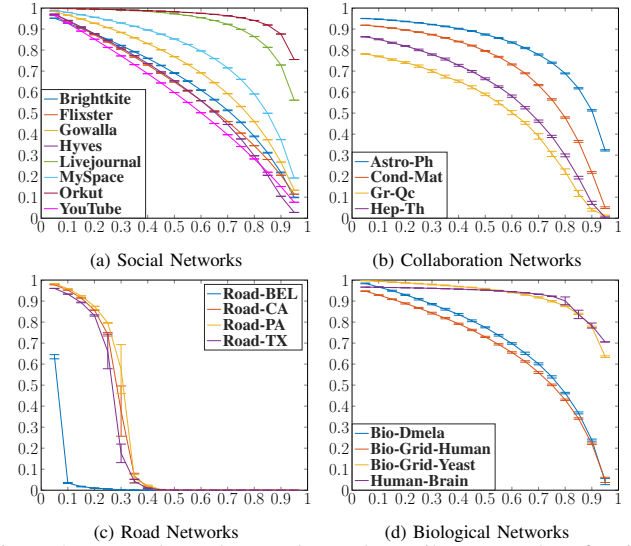 1
0.9
0.8
0.7
0.6
0.5
0.4
0.3
0.2
0.1
0
Brightkite
Flixster
Gowalla
Hyves
Livejournal
MySpace
Orkut
YouTube
0 0.1 0.2 0.3 0.4 0.5 0.6 0.7 0.8 0.9 1
(a) Social Networks
1
0.9
0.8
0.7
0.6
0.5
0.4
0.3
0.2
0.1
0
Astro-Ph
Cond-Mat
Gr-Qc
Hep-Th
0 0.1 0.2 0.3 0.4 0.5 0.6 0.7 0.8 0.9 1
(b) Collaboration Networks
1
0.9
0.8
0.7
0.6
0.5
0.4
0.3
0.2
0.1
0
Road-BEL
Road-CA
Road-PA
Road-TX
0 0.1 0.2 0.3 0.4 0.5 0.6 0.7 0.8 0.9 1
(c) Road Networks
1
0.9
0.8
0.7
0.6
0.5
0.4
0.3
0.2
0.1
0
Bio-Dmela
Bio-Grid-Human
Bio-Grid-Yeast
Human-Brain
0 0.1 0.2 0.3 0.4 0.5 0.6 0.7 0.8 0.9 1
(d) Biological Networks